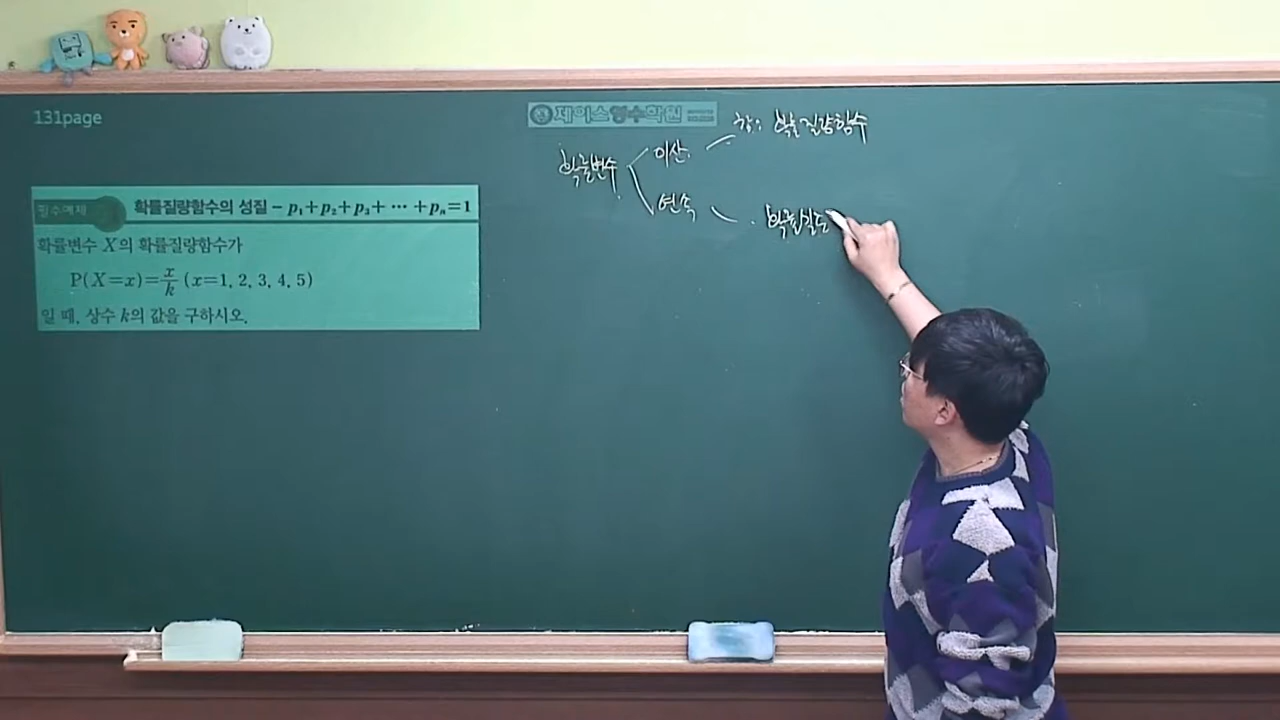 131page
제이스영수학원
필수예제 확률질량함수의 성질 – p₁+p₂+p₃+ ⋯ +pₙ=1
확률변수 X의 확률질량함수가
P(X=x)=x/k (x=1, 2, 3, 4, 5)
일 때, 상수 k의 값을 구하시오.
확률변수
이산
확률질량함수
연속
확률밀도